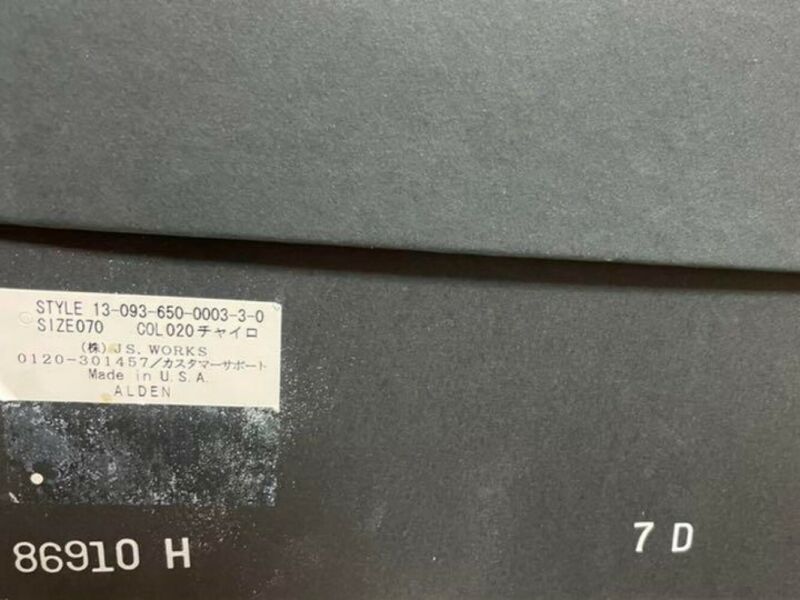 STYLE 13-093-650-0003-3-0
SIZE070 COL020チャイロ
(株)J.S. WORKS
0120-301457/カスタマーサポート
Made in U.S.A.
ALDEN
7 D
86910 H